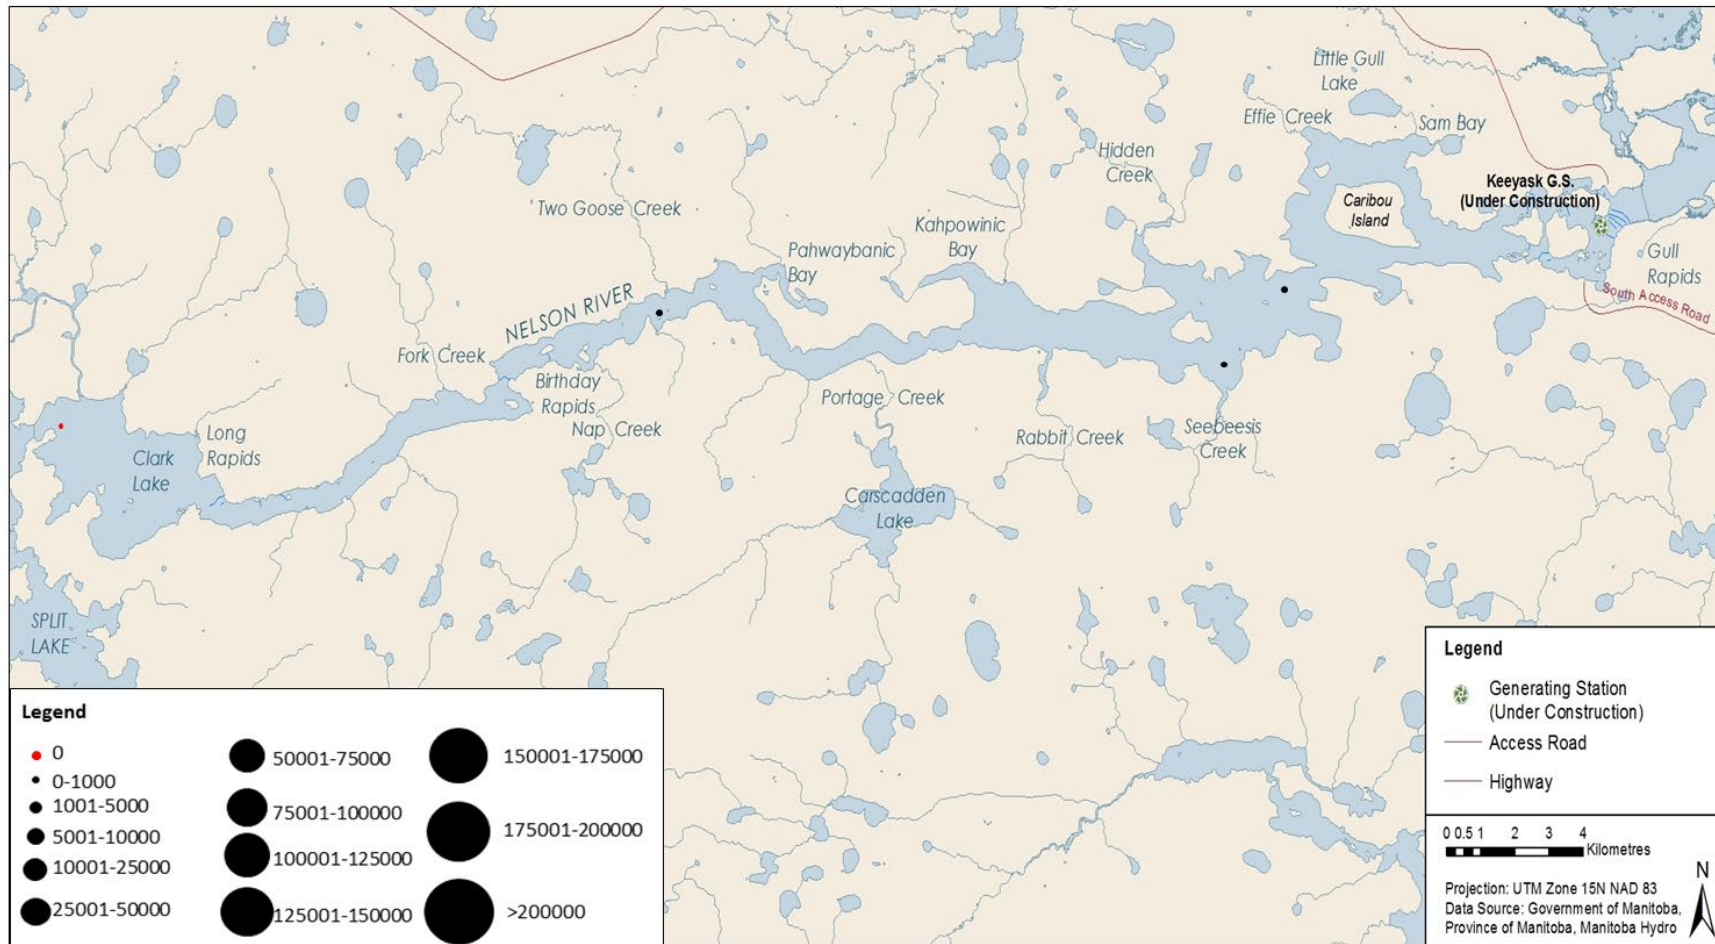 Little Gull
Lake
Effie Creek
Sam Bay
Hidden
Creek
Keeyask G.S.
(Under Construction)
Caribou
Island
Two Goose Creek
Kahpowinic
Bay
Pahwaybanic
Bay
Gull
Rapids
South Access Road
NELSON RIVER
Fork Creek
Birthday
Rapids
Nap Creek
Portage Creek
Rabbit Creek
Seebeesis
Creek
Long
Rapids
Clark
Lake
Carscadden
Lake
SPLIT
LAKE
Legend
0
0-1000
1001-5000
5001-10000
10001-25000
25001-50000
50001-75000
75001-100000
100001-125000
125001-150000
150001-175000
175001-200000
>200000
Legend
Generating Station
(Under Construction)
Access Road
Highway
0 0.5 1 2 3 4
Kilometres
N
Projection: UTM Zone 15N NAD 83
Data Source: Government of Manitoba,
Province of Manitoba, Manitoba Hydro